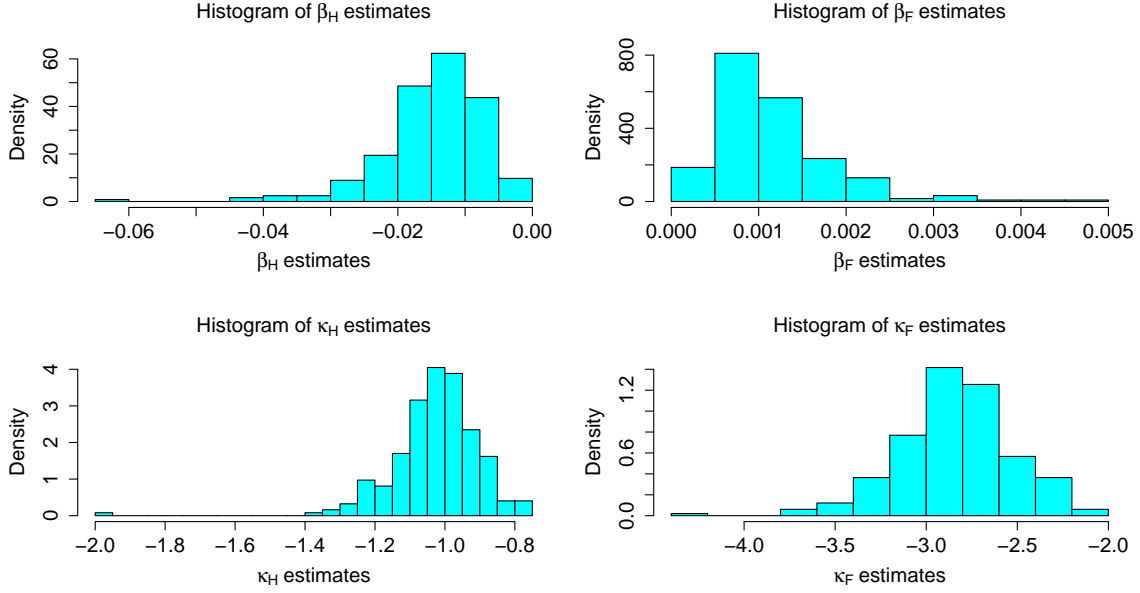 Histogram of βH estimates
Density
0 20 40 60
−0.06 −0.04 −0.02 0.00
βH estimates
Histogram of βF estimates
Density
0 400 800
0.000 0.001 0.002 0.003 0.004 0.005
βF estimates
Histogram of κH estimates
Density
0 1 2 3 4
−2.0 −1.8 −1.6 −1.4 −1.2 −1.0 −0.8
κH estimates
Histogram of κF estimates
Density
0.0 0.6 1.2
−4.0 −3.5 −3.0 −2.5 −2.0
κF estimates